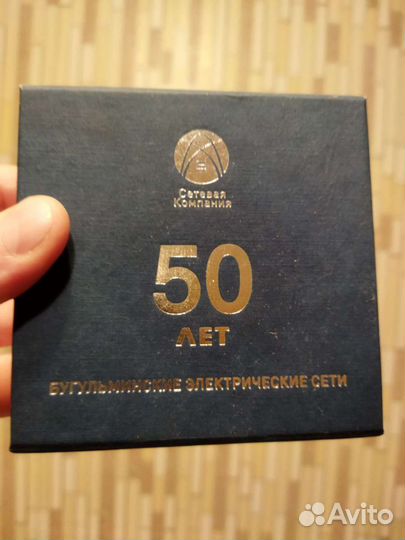 Сетевая
Компания
50
ЛЕТ
БУГУЛЬМИНСКИЕ ЭЛЕКТРИЧЕСКИЕ СЕТИ
Avito